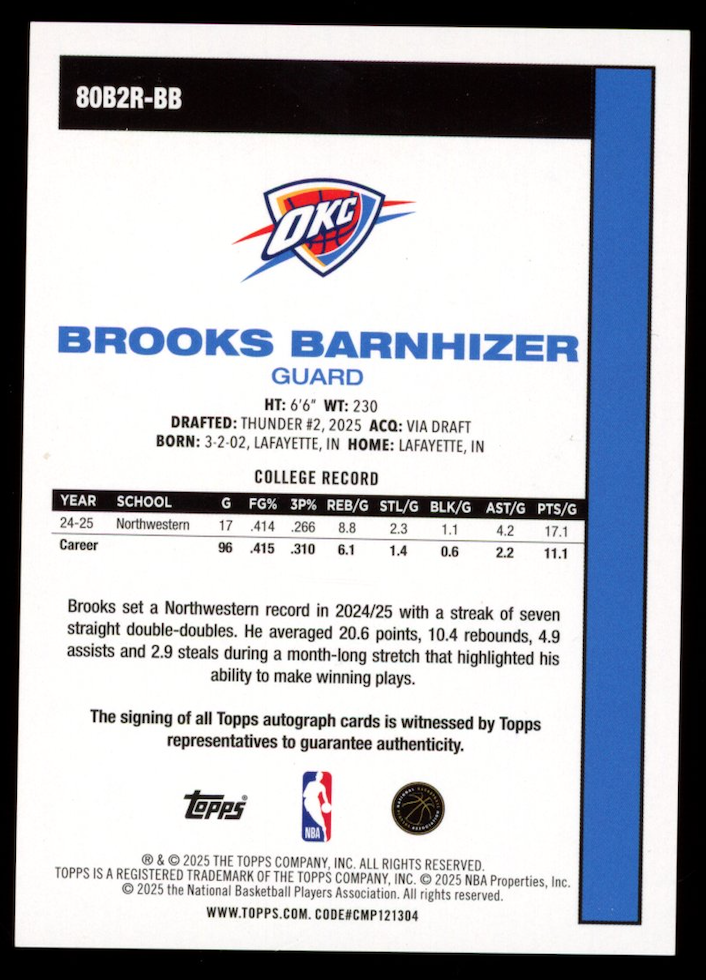 80B2R-BB
OKC
BROOKS BARNHIZER
GUARD
HT: 6'6" WT: 230
DRAFTED: THUNDER #2, 2025 ACQ: VIA DRAFT
BORN: 3-2-02, LAFAYETTE, IN HOME: LAFAYETTE, IN
COLLEGE RECORD
YEAR SCHOOL G FG% 3P% REB/G STL/G BLK/G AST/G PTS/G
24-25 Northwestern 17 .414 .266 8.8 2.3 1.1 4.2 17.1
Career 96 .415 .310 6.1 1.4 0.6 2.2 11.1
Brooks set a Northwestern record in 2024/25 with a streak of seven
straight double-doubles. He averaged 20.6 points, 10.4 rebounds, 4.9
assists and 2.9 steals during a month-long stretch that highlighted his
ability to make winning plays.
The signing of all Topps autograph cards is witnessed by Topps
representatives to guarantee authenticity.
topps®
NBA
® & © 2025 THE TOPPS COMPANY, INC. ALL RIGHTS RESERVED.
TOPPS IS A REGISTERED TRADEMARK OF THE TOPPS COMPANY, INC. © 2025 NBA Properties, Inc.
© 2025 the National Basketball Players Association. All rights reserved.
WWW.TOPPS.COM. CODE#CMP121304